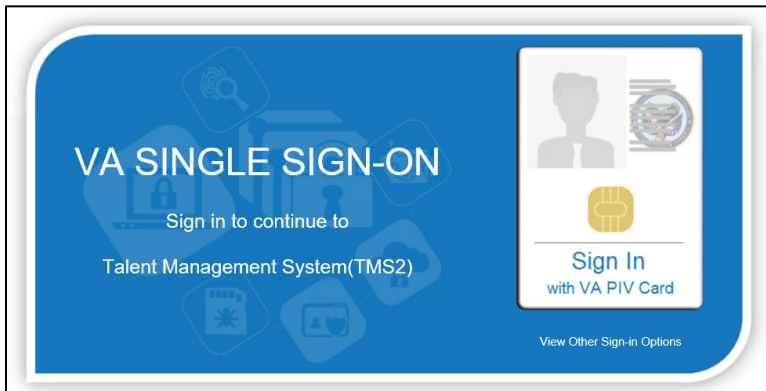 VA SINGLE SIGN-ON
Sign in to continue to
Talent Management System(TMS2)
Sign In
with VA PIV Card
View Other Sign-in Options